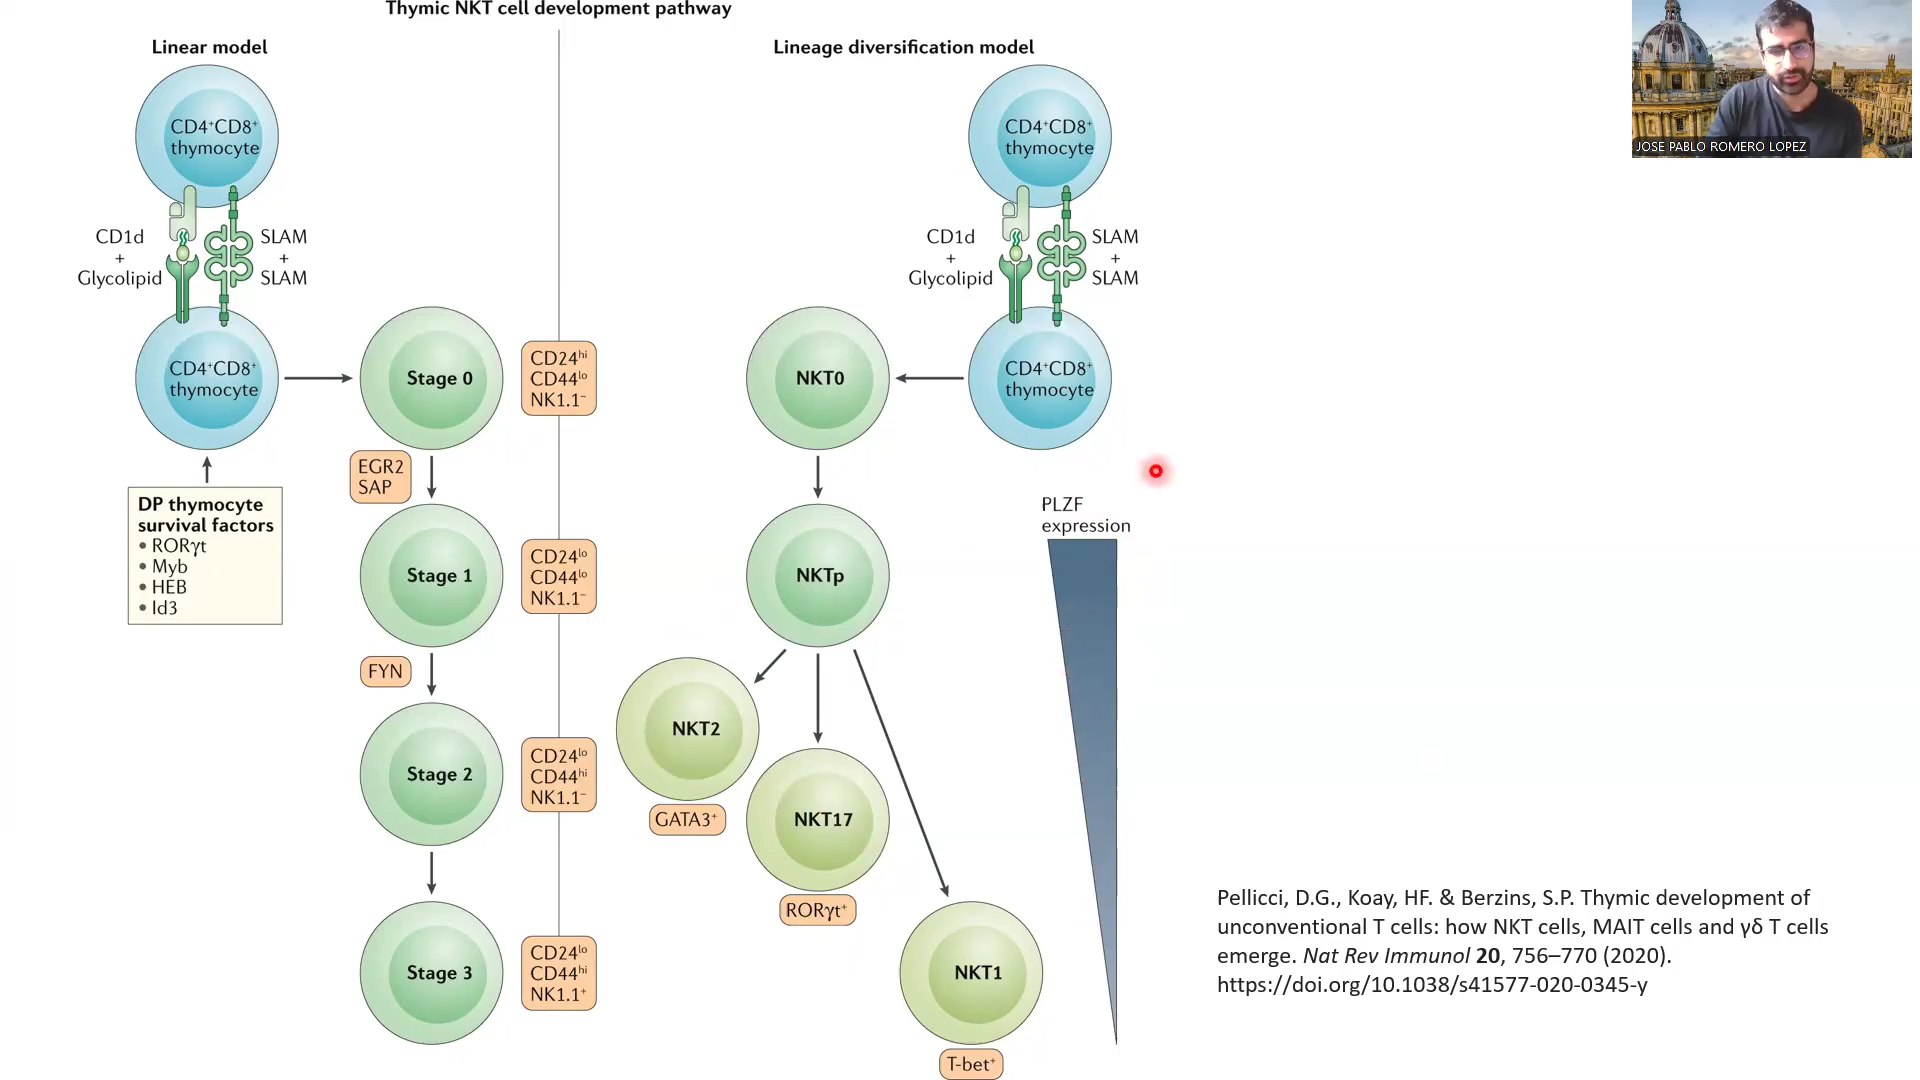 Thymic NKT cell development pathway
Linear model
CD4⁺CD8⁺
thymocyte
CD1d
+
Glycolipid
SLAM
+
SLAM
CD4⁺CD8⁺
thymocyte
DP thymocyte
survival factors
• RORγt
• Myb
• HEB
• Id3
Stage 0
CD24ʰⁱ
CD44ˡᵒ
NK1.1⁻
EGR2
SAP
Stage 1
CD24ˡᵒ
CD44ˡᵒ
NK1.1⁻
FYN
Stage 2
CD24ˡᵒ
CD44ʰⁱ
NK1.1⁻
Stage 3
CD24ˡᵒ
CD44ʰⁱ
NK1.1⁺
Lineage diversification model
CD4⁺CD8⁺
thymocyte
CD1d
+
Glycolipid
SLAM
+
SLAM
CD4⁺CD8⁺
thymocyte
NKT0
NKTp
NKT2
GATA3⁺
NKT17
RORγt⁺
NKT1
T-bet⁺
PLZF
expression
JOSE PABLO ROMERO LOPEZ
Pellicci, D.G., Koay, HF. & Berzins, S.P. Thymic development of
unconventional T cells: how NKT cells, MAIT cells and γδ T cells
emerge. Nat Rev Immunol 20, 756–770 (2020).
https://doi.org/10.1038/s41577-020-0345-y